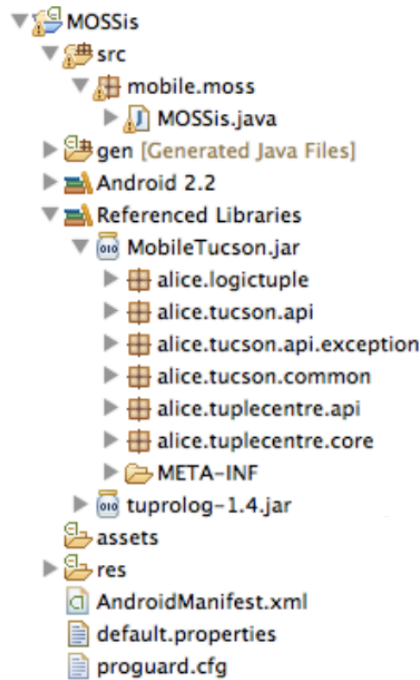 MOSSis
src
mobile.moss
MOSSis.java
gen [Generated Java Files]
Android 2.2
Referenced Libraries
MobileTucson.jar
alice.logictuple
alice.tucson.api
alice.tucson.api.exception
alice.tucson.common
alice.tuplecentre.api
alice.tuplecentre.core
META-INF
tuprolog-1.4.jar
assets
res
AndroidManifest.xml
default.properties
proguard.cfg